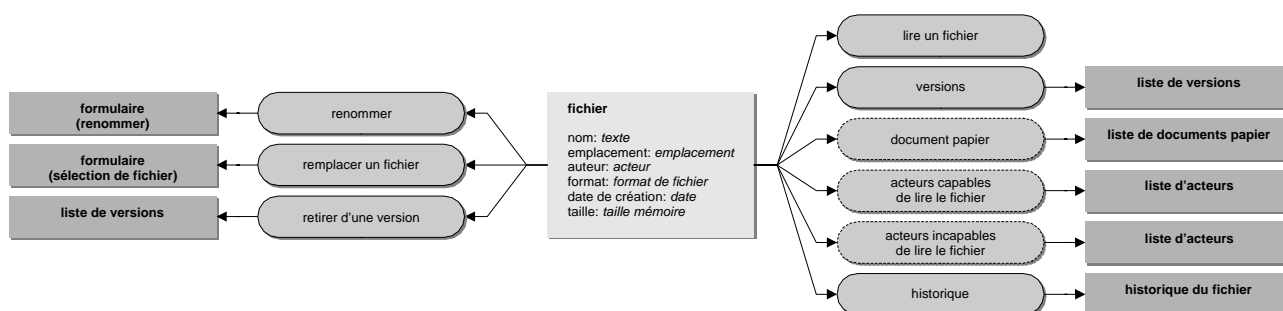 formulaire
(renommer)
formulaire
(sélection de fichier)
liste de versions
renommer
remplacer un fichier
retirer d'une version
fichier
nom: texte
emplacement: emplacement
auteur: acteur
format: format de fichier
date de création: date
taille: taille mémoire
lire un fichier
versions
document papier
acteurs capables
de lire le fichier
acteurs incapables
de lire le fichier
historique
liste de versions
liste de documents papier
liste d'acteurs
liste d'acteurs
historique du fichier